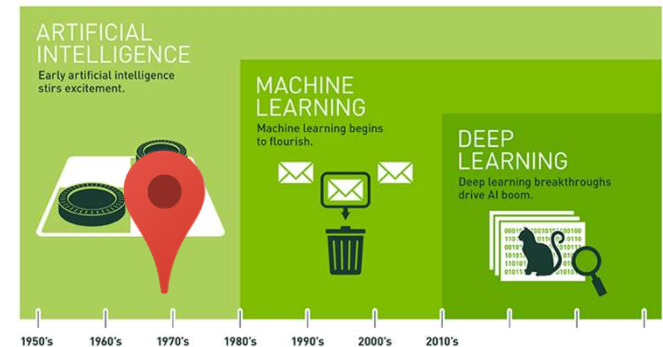 ARTIFICIAL
INTELLIGENCE
Early artificial intelligence
stirs excitement.
MACHINE
LEARNING
Machine learning begins
to flourish.
DEEP
LEARNING
Deep learning breakthroughs
drive AI boom.
1950's 1960's 1970's 1980's 1990's 2000's 2010's